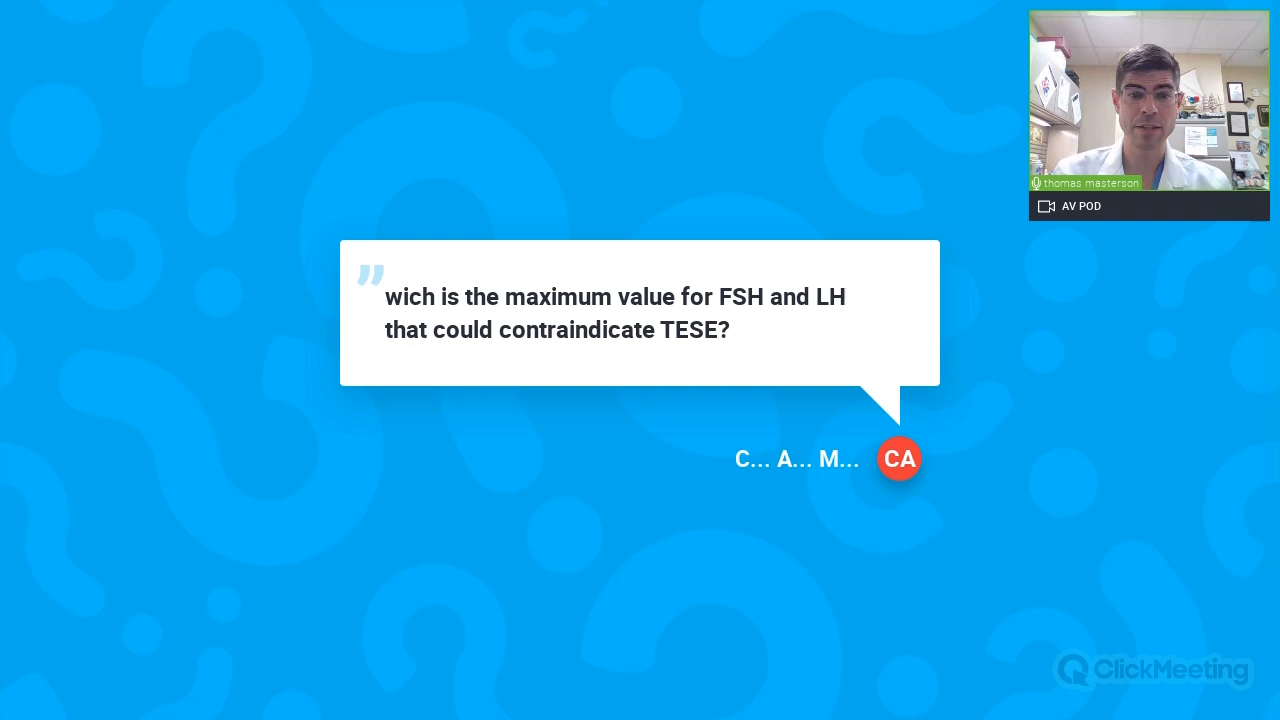 thomas masterson
AV POD
wich is the maximum value for FSH and LH
that could contraindicate TESE?
C... A... M...
CA
ClickMeeting